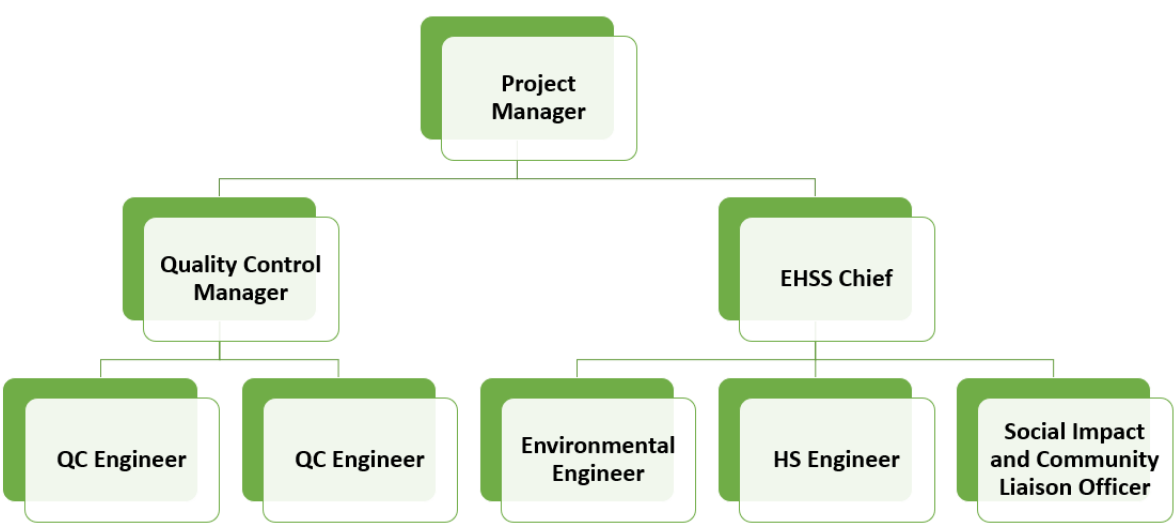 Project
Manager
Quality Control
Manager
EHSS Chief
QC Engineer
QC Engineer
Environmental
Engineer
HS Engineer
Social Impact
and Community
Liaison Officer